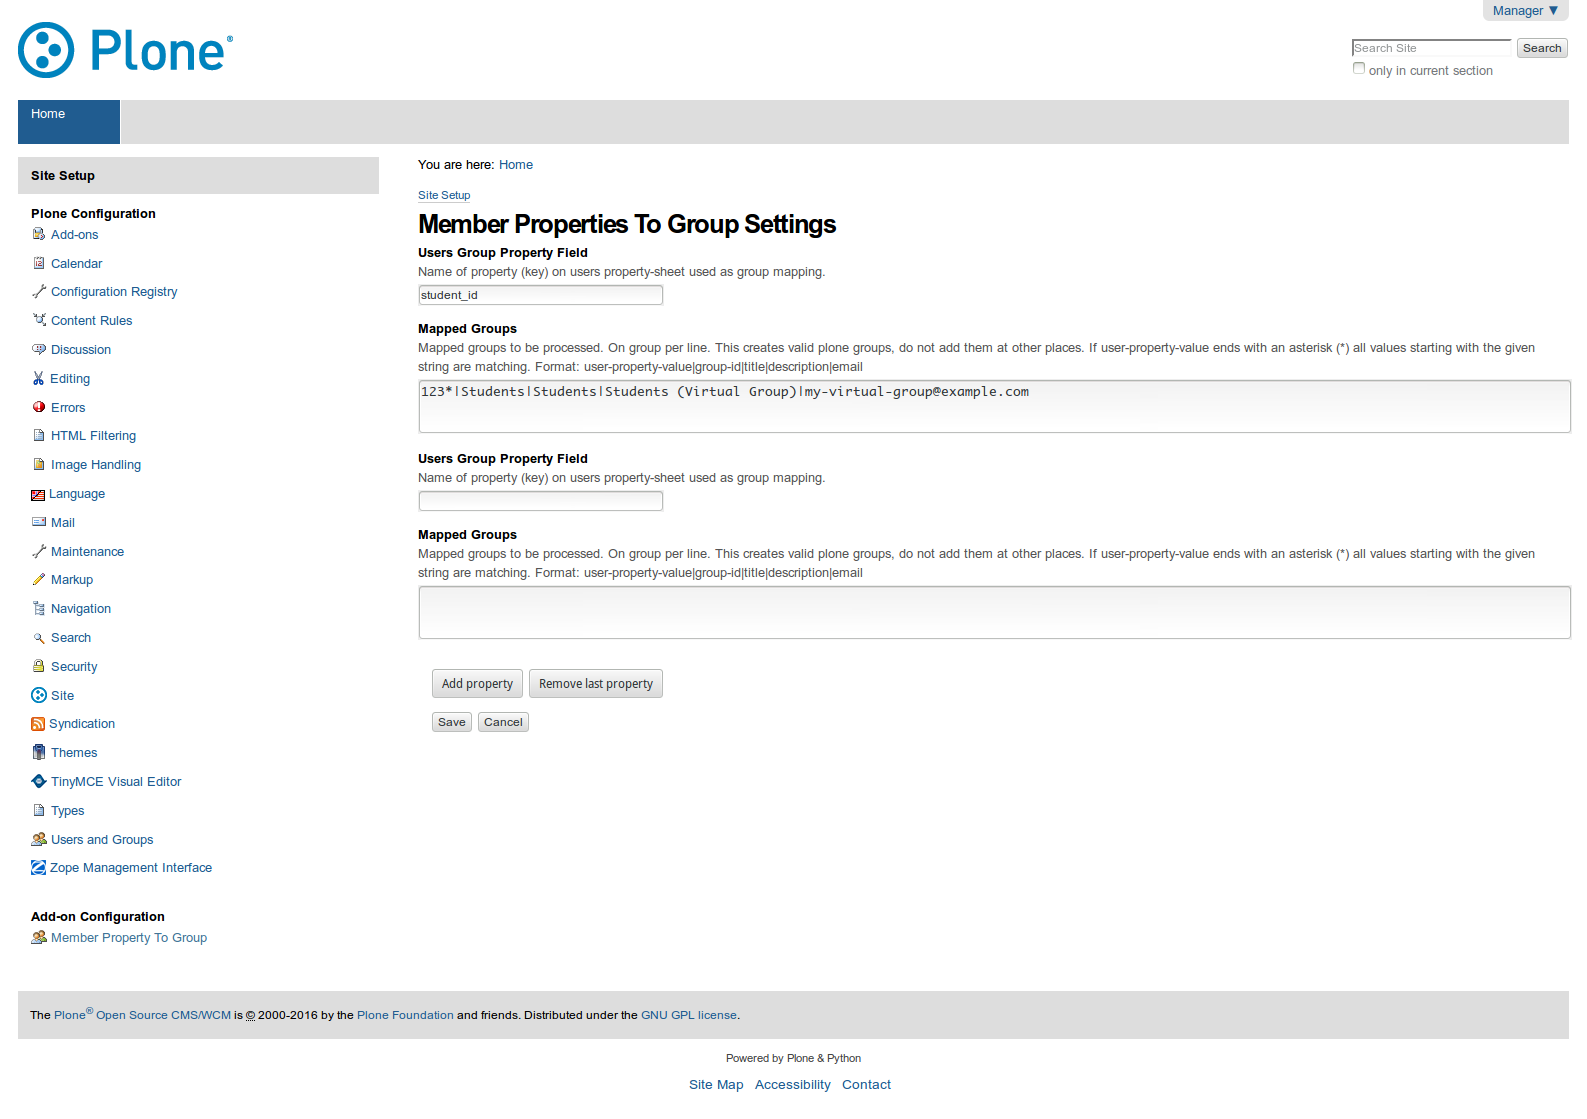 Manager ▼
Plone®
Search Site
Search
only in current section
Home
Site Setup
Plone Configuration
Add-ons
Calendar
Configuration Registry
Content Rules
Discussion
Editing
Errors
HTML Filtering
Image Handling
Language
Mail
Maintenance
Markup
Navigation
Search
Security
Site
Syndication
Themes
TinyMCE Visual Editor
Types
Users and Groups
Zope Management Interface
Add-on Configuration
Member Property To Group
You are here: Home
Site Setup
Member Properties To Group Settings
Users Group Property Field
Name of property (key) on users property-sheet used as group mapping.
student_id
Mapped Groups
Mapped groups to be processed. On group per line. This creates valid plone groups, do not add them at other places. If user-property-value ends with an asterisk (*) all values starting with the given
string are matching. Format: user-property-value|group-id|title|description|email
123*|Students|Students|Students (Virtual Group)|my-virtual-group@example.com
Users Group Property Field
Name of property (key) on users property-sheet used as group mapping.
Mapped Groups
Mapped groups to be processed. On group per line. This creates valid plone groups, do not add them at other places. If user-property-value ends with an asterisk (*) all values starting with the given
string are matching. Format: user-property-value|group-id|title|description|email
Add property Remove last property
Save Cancel
The Plone® Open Source CMS/WCM is © 2000-2016 by the Plone Foundation and friends. Distributed under the GNU GPL license.
Powered by Plone & Python
Site Map Accessibility Contact